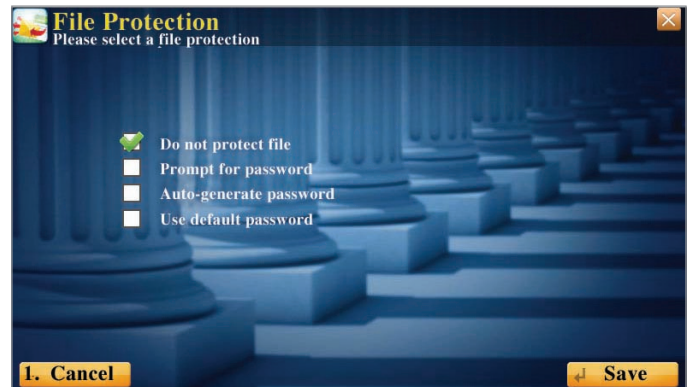 File Protection
Please select a file protection
Do not protect file
Prompt for password
Auto-generate password
Use default password
1. Cancel
Save